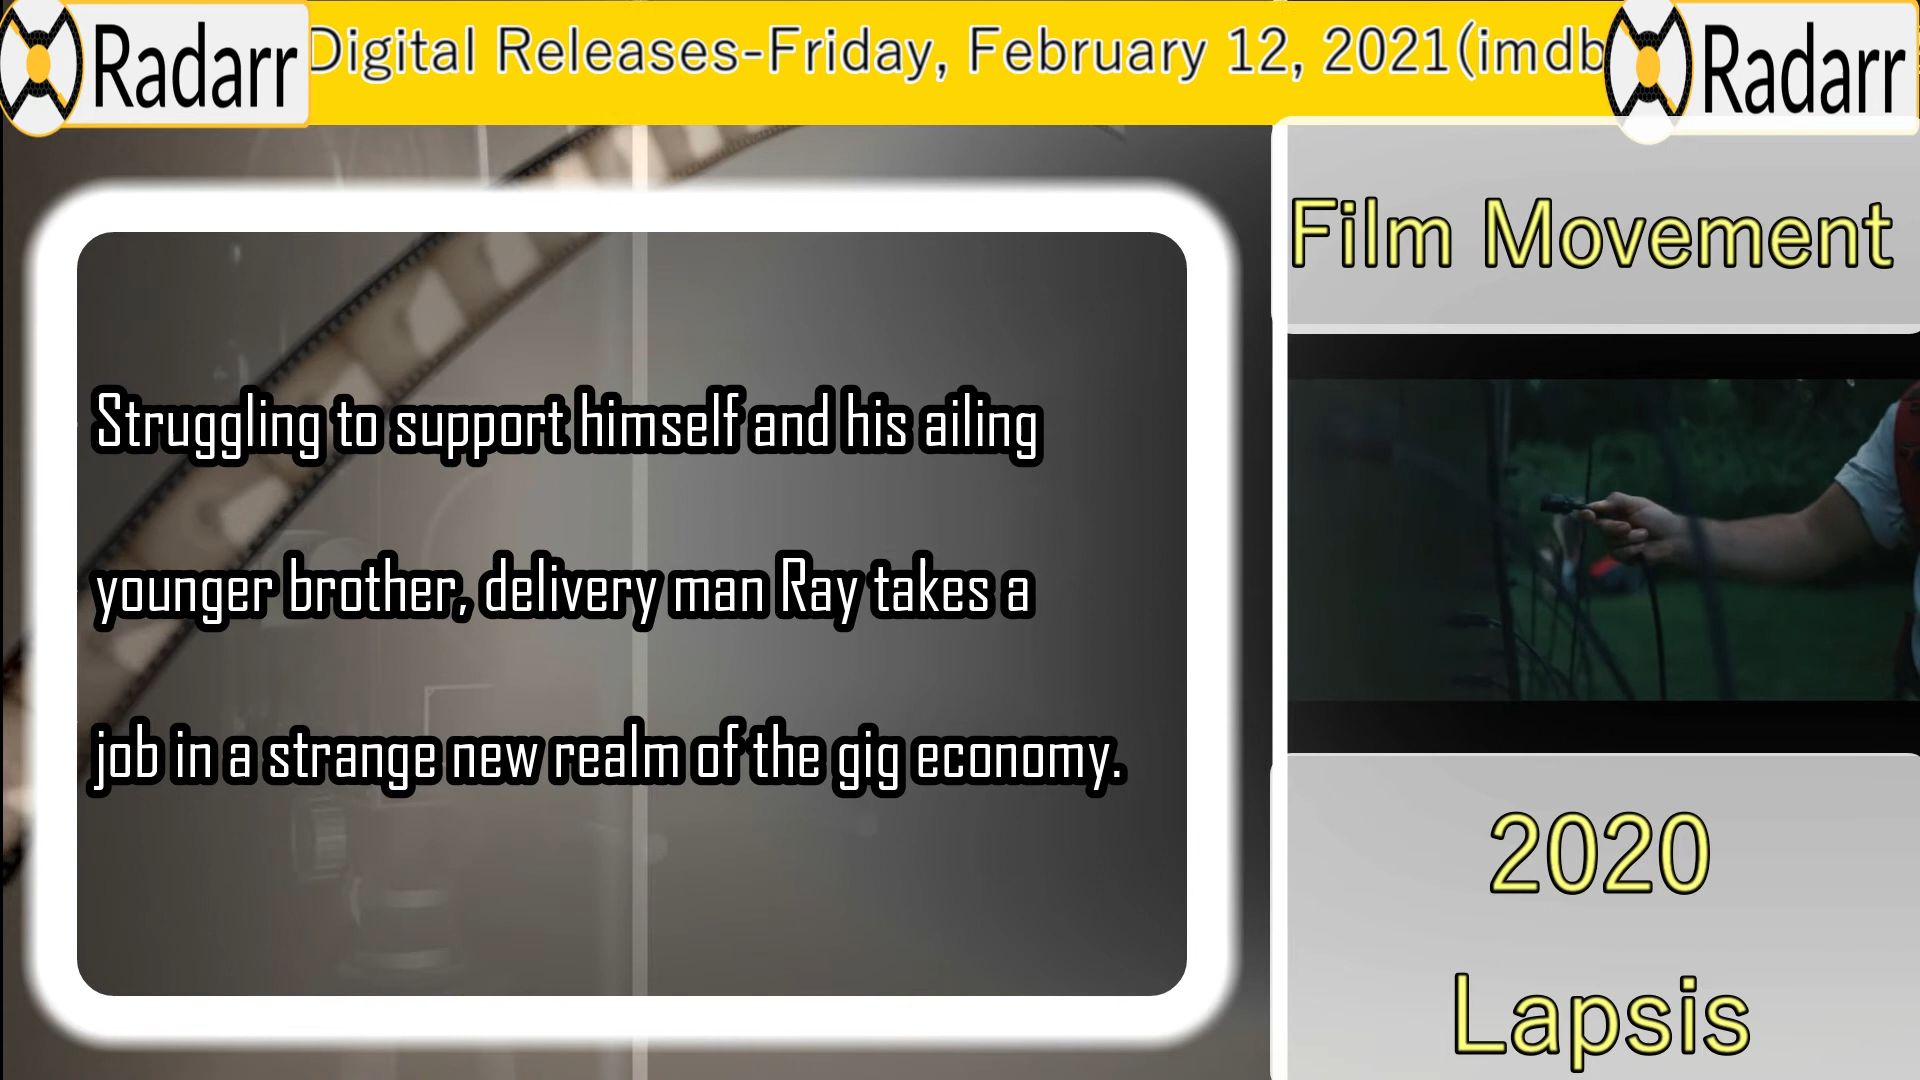 Radarr
Digital Releases-Friday, February 12, 2021(imdb
Radarr
Film Movement
Struggling to support himself and his ailing
younger brother, delivery man Ray takes a
job in a strange new realm of the gig economy.
2020
Lapsis